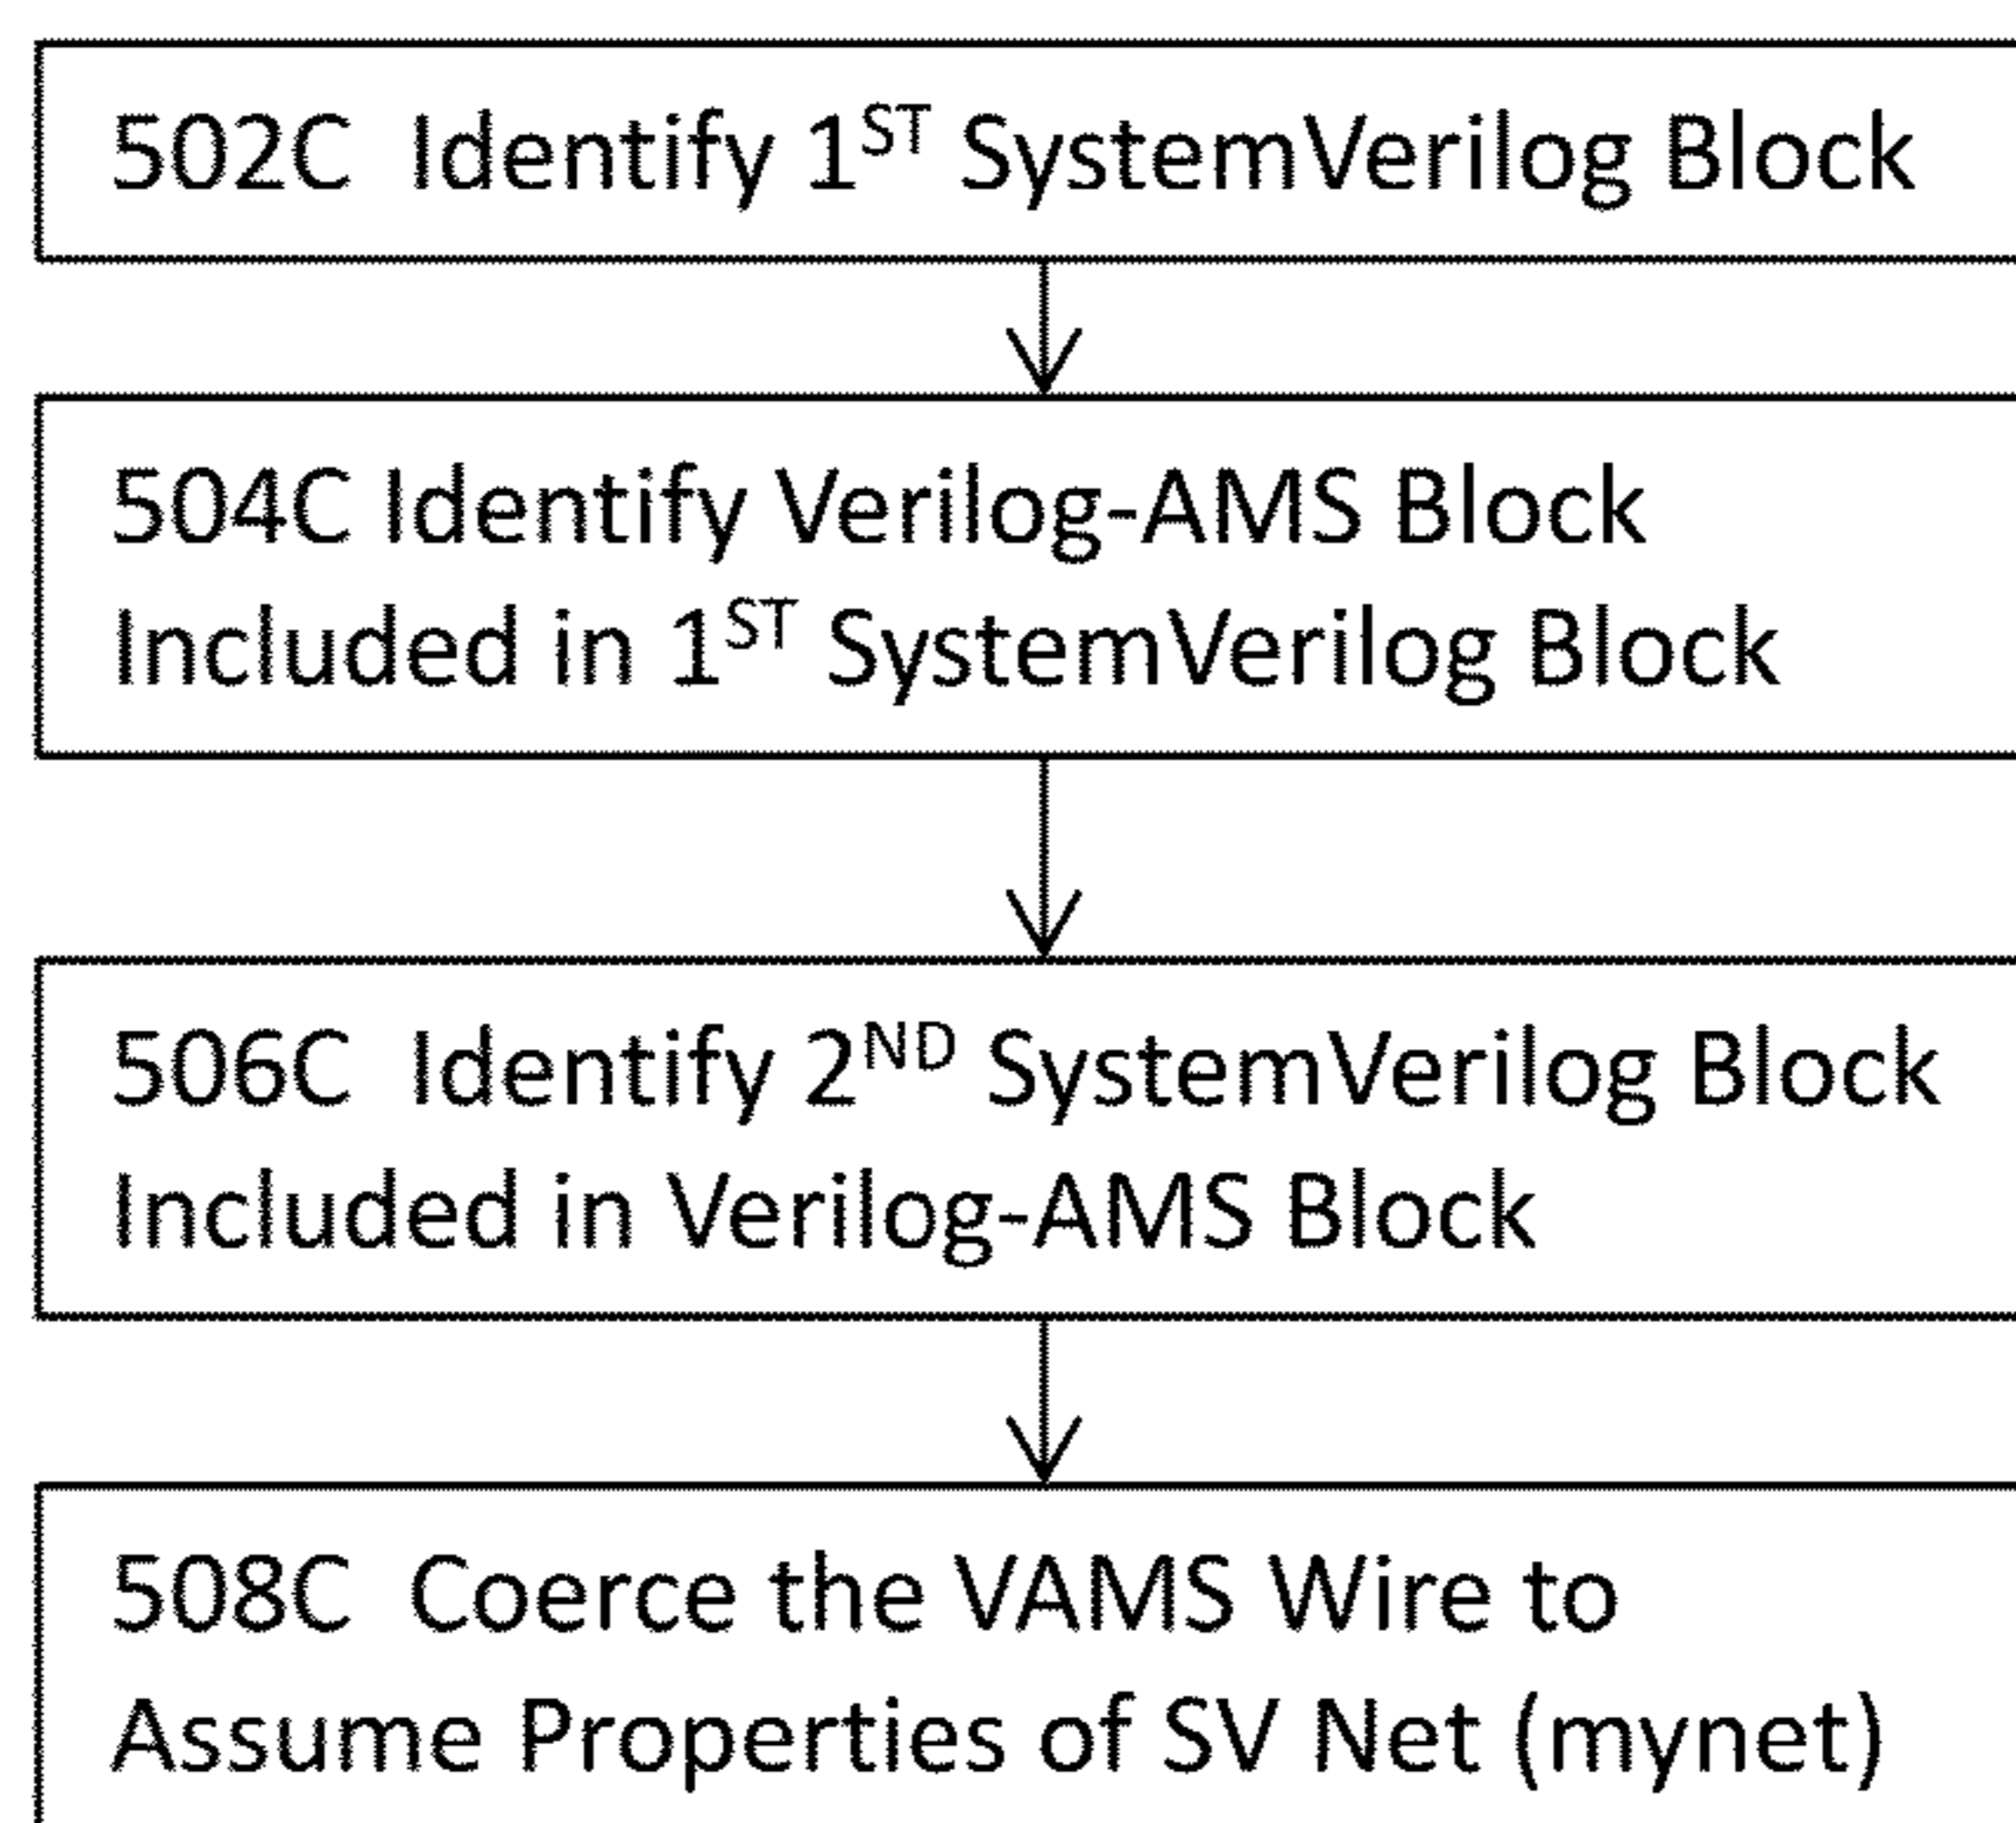 502C  Identify 1ST SystemVerilog Block
504C Identify Verilog-AMS Block
Included in 1ST SystemVerilog Block
506C  Identify 2ND SystemVerilog Block
Included in Verilog-AMS Block
508C  Coerce the VAMS Wire to
Assume Properties of SV Net (mynet)